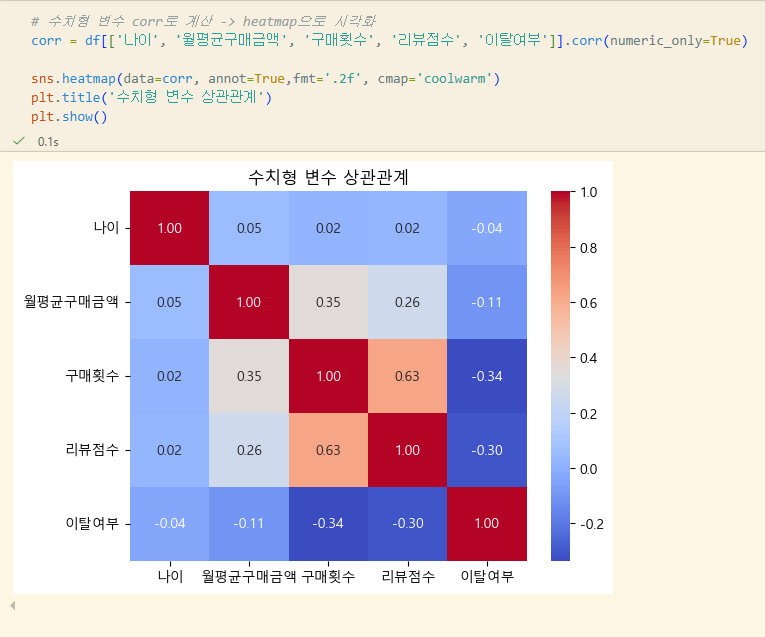 # 수치형 변수 corr로 계산 -> heatmap으로 시각화
corr = df[['나이', '월평균구매금액', '구매횟수', '리뷰점수', '이탈여부']].corr(numeric_only=True)
sns.heatmap(data=corr, annot=True,fmt='.2f', cmap='coolwarm')
plt.title('수치형 변수 상관관계')
plt.show()
0.1s
수치형 변수 상관관계
나이 1.00 0.05 0.02 0.02 -0.04
월평균구매금액 0.05 1.00 0.35 0.26 -0.11
구매횟수 0.02 0.35 1.00 0.63 -0.34
리뷰점수 0.02 0.26 0.63 1.00 -0.30
이탈여부 -0.04 -0.11 -0.34 -0.30 1.00
나이 월평균구매금액 구매횟수 리뷰점수 이탈여부
1.0
0.8
0.6
0.4
0.2
0.0
-0.2